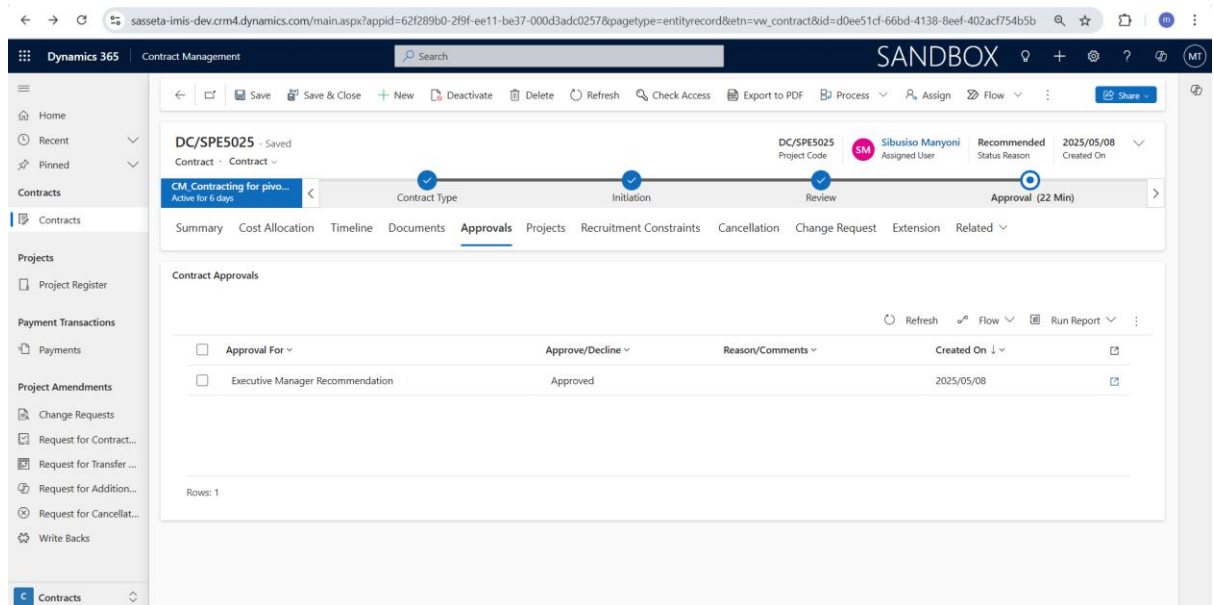 sasseta-imis-dev.crm4.dynamics.com/main.aspx?appid=62f289b0-2f9f-ee11-be37-000d3adc0257&pagetype=entityrecord&etn=vw_contract&id=d0ee51cf-66bd-4138-8eef-402acf754b5b
m
Dynamics 365 Contract Management Search SANDBOX MT
Save Save & Close New Deactivate Delete Refresh Check Access Export to PDF Process Assign Flow Share
Home
Recent
Pinned
Contracts
Contracts
Projects
Project Register
Payment Transactions
Payments
Project Amendments
Change Requests
Request for Contract...
Request for Transfer ...
Request for Addition...
Request for Cancellat...
Write Backs
C Contracts
DC/SPE5025 - Saved
Contract · Contract
DC/SPE5025
Project Code
SM
Sibusiso Manyoni
Assigned User
Recommended
Status Reason
2025/05/08
Created On
CM_Contracting for pivo...
Active for 6 days
Contract Type Initiation Review Approval (22 Min)
Summary Cost Allocation Timeline Documents Approvals Projects Recruitment Constraints Cancellation Change Request Extension Related
Contract Approvals
Refresh Flow Run Report
Approval For Approve/Decline Reason/Comments Created On ↓
Executive Manager Recommendation Approved 2025/05/08
Rows: 1